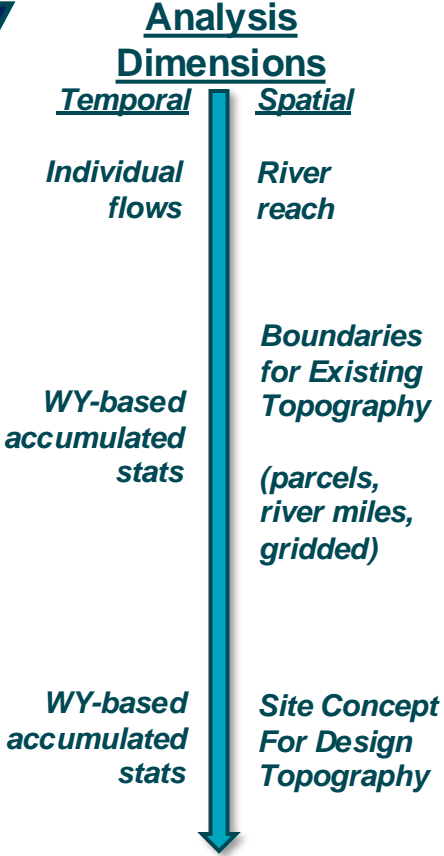 Analysis
Dimensions
Temporal Spatial
Individual
flows
River
reach
Boundaries
for Existing
Topography
WY-based
accumulated
stats
(parcels,
river miles,
gridded)
WY-based
accumulated
stats
Site Concept
For Design
Topography